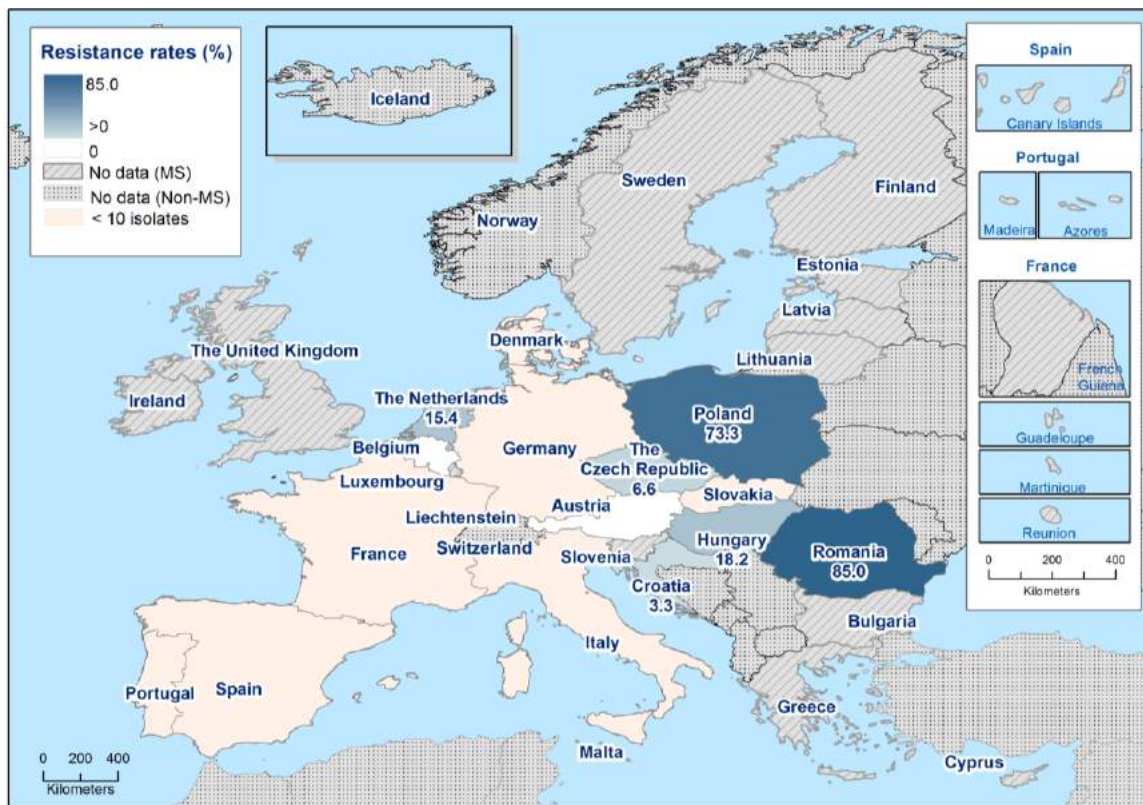 Resistance rates (%)
85.0
>0
0
No data (MS)
No data (Non-MS)
< 10 isolates
Iceland
Norway
Sweden
Finland
Estonia
Latvia
Lithuania
Denmark
The United Kingdom
Ireland
The Netherlands
15.4
Belgium
Luxembourg
Germany
Poland
73.3
The
Czech Republic
6.6
Slovakia
Austria
Liechtenstein
Switzerland
France
Slovenia
Hungary
18.2
Romania
85.0
Croatia
3.3
Bulgaria
Italy
Portugal
Spain
Greece
Malta
Cyprus
0 200 400
Kilometers
Spain
Canary Islands
Portugal
Madeira
Azores
France
French
Guiana
Guadeloupe
Martinique
Reunion
0 200 400
Kilometers